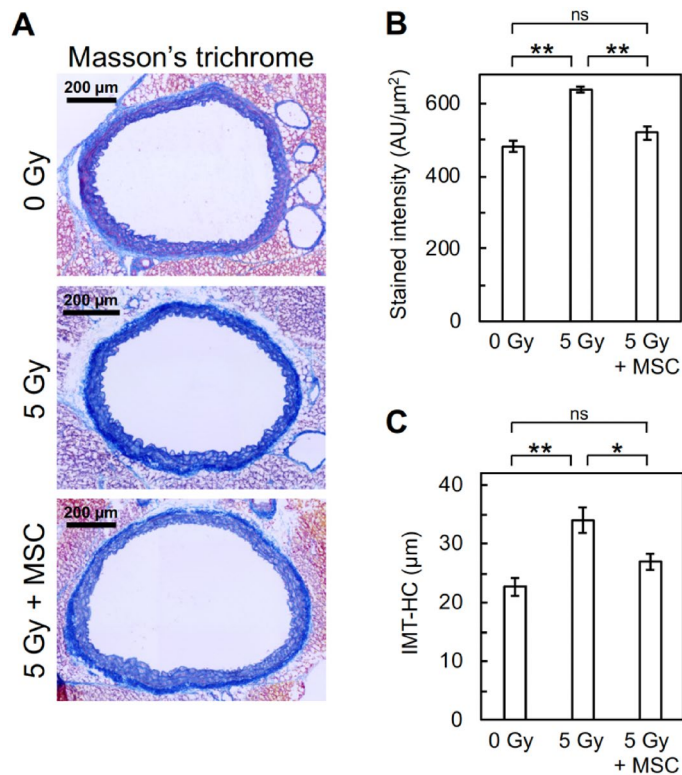 A
Masson's trichrome
200 µm
0 Gy
200 µm
5 Gy
200 µm
5 Gy + MSC
B
ns
** **
Stained intensity (AU/µm²)
600
400
200
0
0 Gy 5 Gy 5 Gy
+ MSC
C
ns
** *
IMT-HC (µm)
40
30
20
10
0
0 Gy 5 Gy 5 Gy
+ MSC